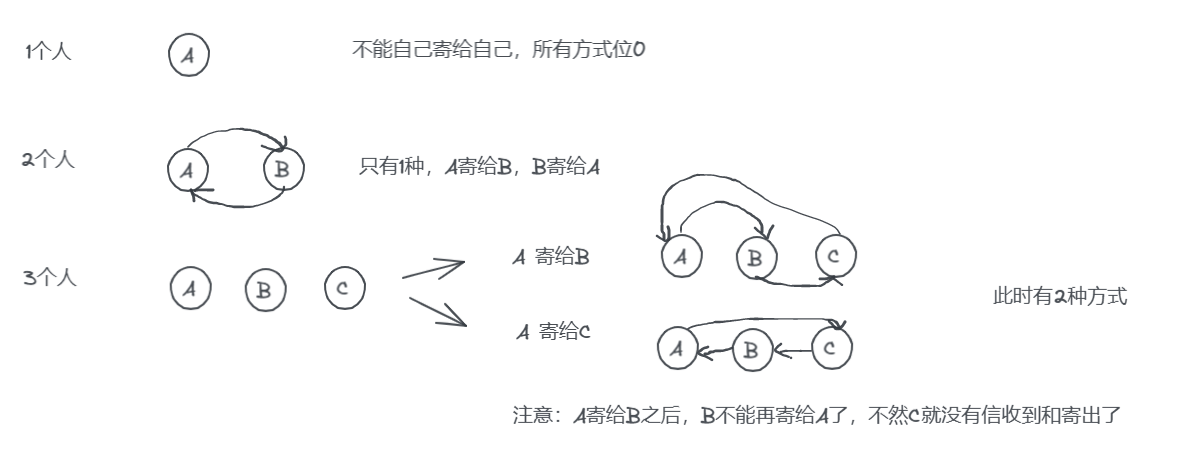 1个人
A
不能自己寄给自己，所有方式位0
2个人
A B
只有1种，A寄给B，B寄给A
3个人
A B C
A 寄给B
A B C
A 寄给C
A B C
此时有2种方式
注意：A寄给B之后，B不能再寄给A了，不然C就没有信收到和寄出了